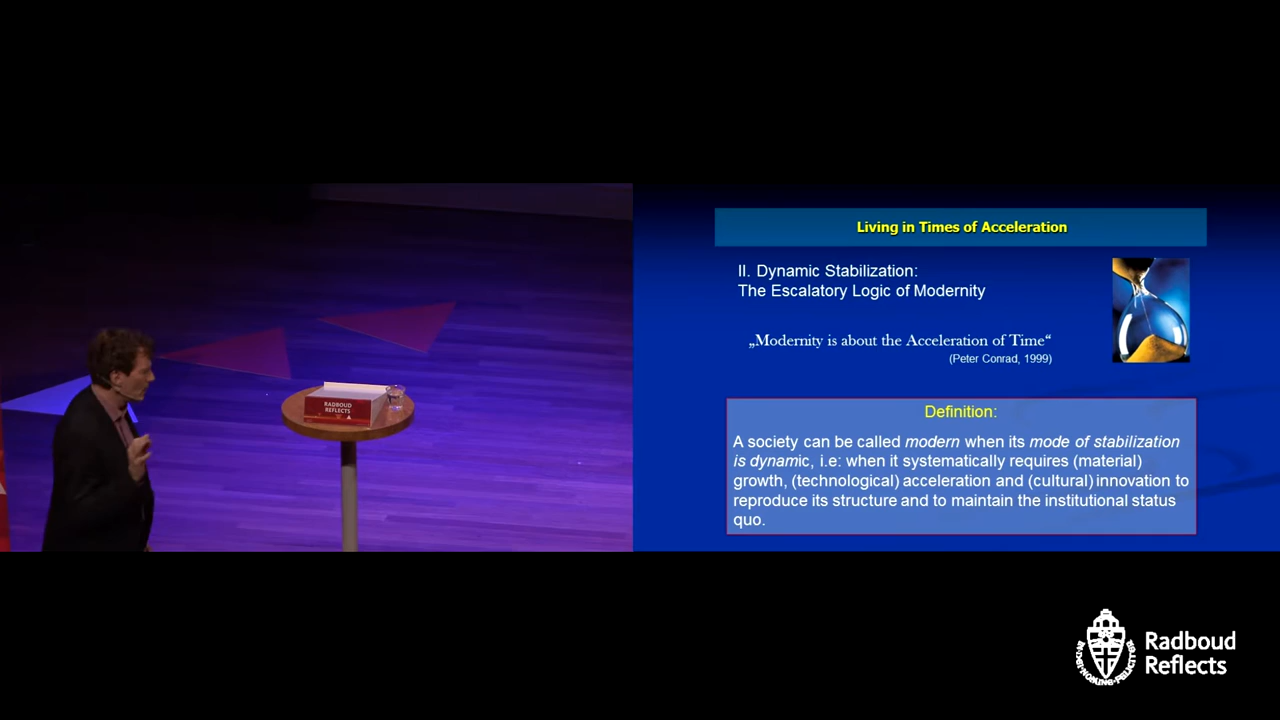 RADBOUD
REFLECTS
Living in Times of Acceleration
II. Dynamic Stabilization:
The Escalatory Logic of Modernity
„Modernity is about the Acceleration of Time“
(Peter Conrad, 1999)
Definition:
A society can be called modern when its mode of stabilization
is dynamic, i.e: when it systematically requires (material)
growth, (technological) acceleration and (cultural) innovation to
reproduce its structure and to maintain the institutional status
quo.
Radboud
Reflects